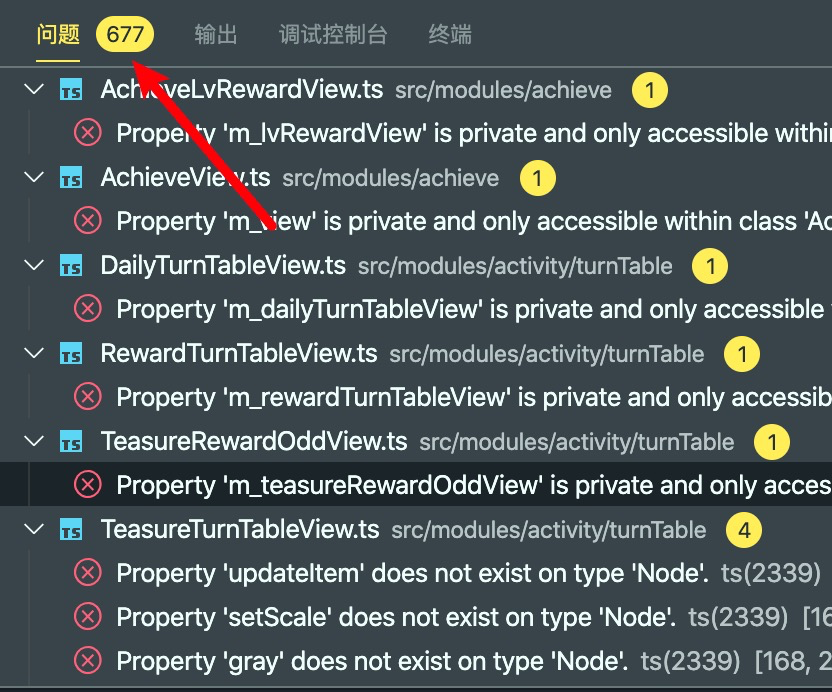 问题 677 输出 调试控制台 终端
TS AchieveLvRewardView.ts src/modules/achieve 1
Property 'm_lvRewardView' is private and only accessible within
TS AchieveView.ts src/modules/achieve 1
Property 'm_view' is private and only accessible within class 'Ac
TS DailyTurnTableView.ts src/modules/activity/turnTable 1
Property 'm_dailyTurnTableView' is private and only accessible
TS RewardTurnTableView.ts src/modules/activity/turnTable 1
Property 'm_rewardTurnTableView' is private and only accessib
TS TeasureRewardOddView.ts src/modules/activity/turnTable 1
Property 'm_teasureRewardOddView' is private and only acces
TS TeasureTurnTableView.ts src/modules/activity/turnTable 4
Property 'updateItem' does not exist on type 'Node'. ts(2339)
Property 'setScale' does not exist on type 'Node'. ts(2339) [16
Property 'gray' does not exist on type 'Node'. ts(2339) [168, 2